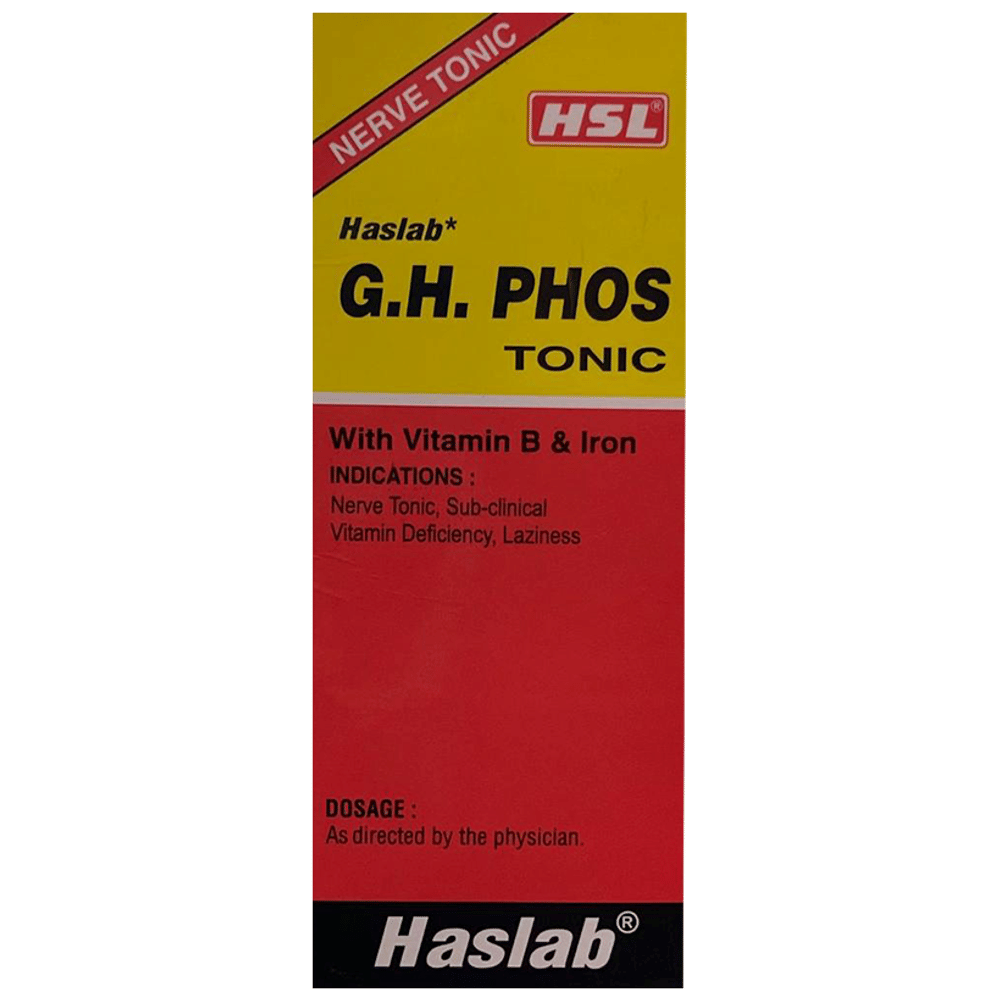 NERVE TONIC
HSL®
Haslab*
G.H. PHOS
TONIC
With Vitamin B & Iron
INDICATIONS :
Nerve Tonic, Sub-clinical
Vitamin Deficiency, Laziness
DOSAGE :
As directed by the physician.
Haslab®